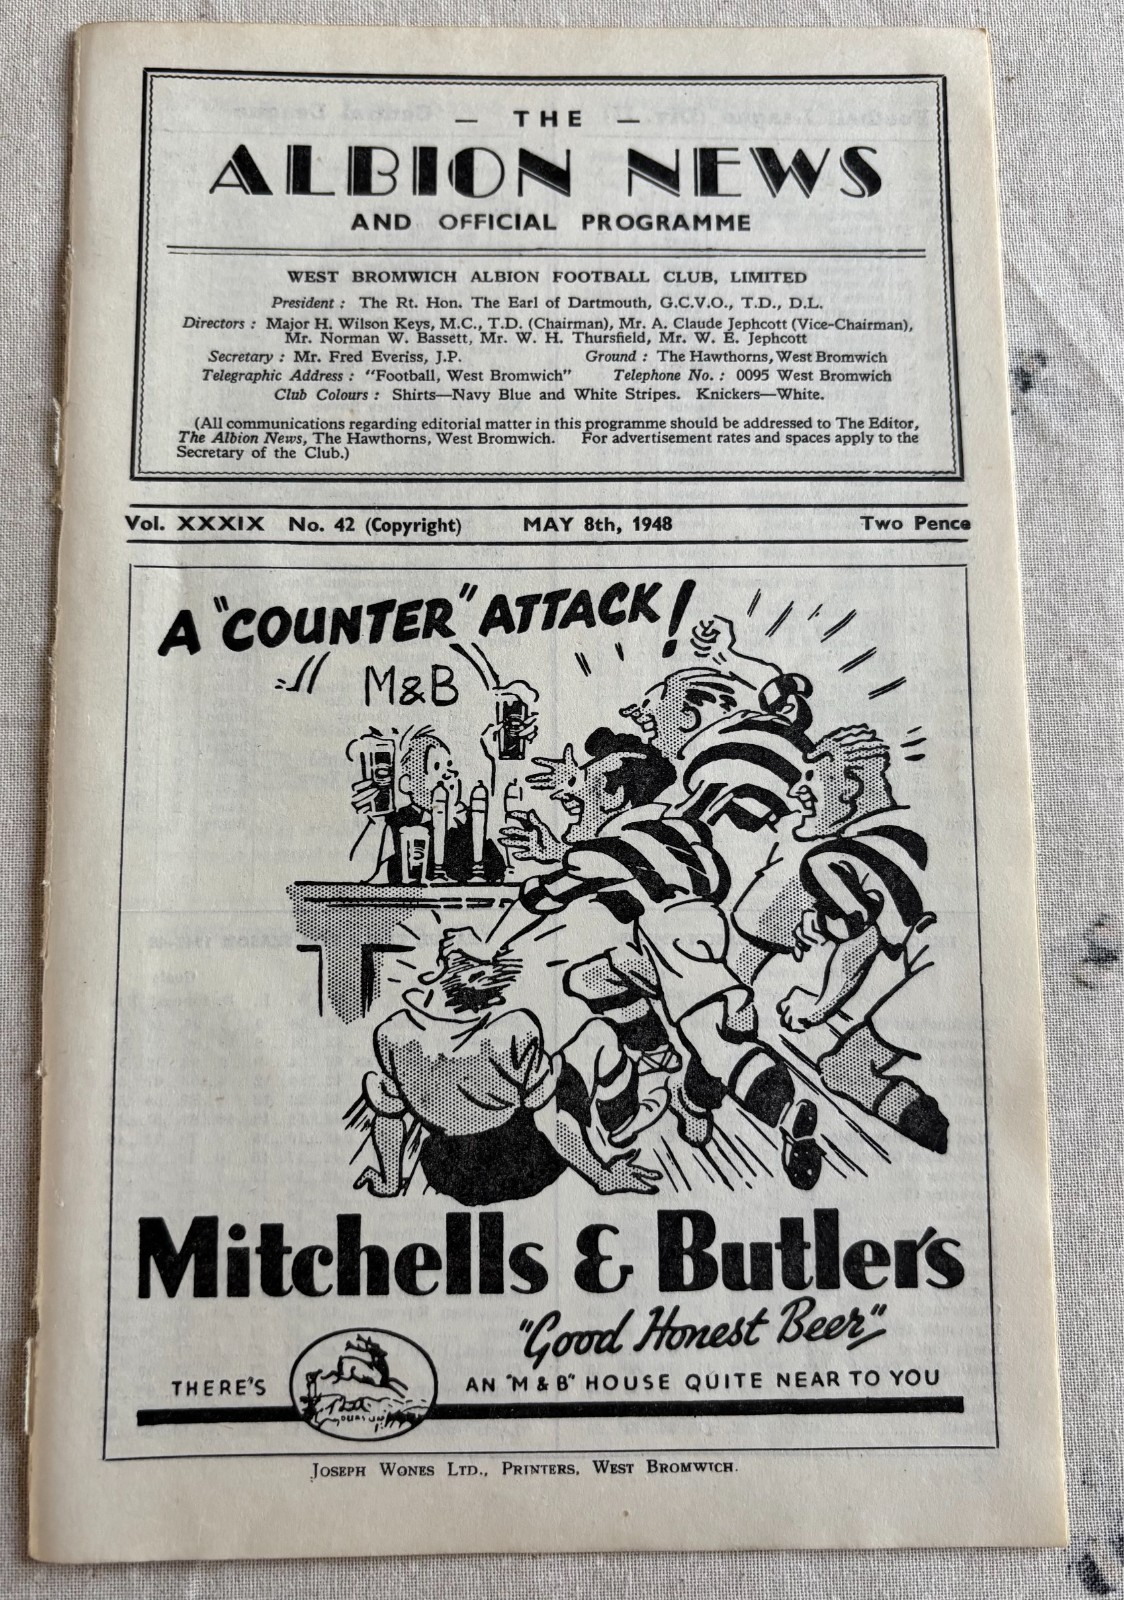 — THE —
ALBION NEWS
AND OFFICIAL PROGRAMME
WEST BROMWICH ALBION FOOTBALL CLUB, LIMITED
President : The Rt. Hon. The Earl of Dartmouth, G.C.V.O., T.D., D.L.
Directors : Major H. Wilson Keys, M.C., T.D. (Chairman), Mr. A. Claude Jephcott (Vice-Chairman),
Mr. Norman W. Bassett, Mr. W. H. Thursfield, Mr. W. E. Jephcott
Secretary : Mr. Fred Everiss, J.P. Ground : The Hawthorns, West Bromwich
Telegraphic Address : "Football, West Bromwich" Telephone No. : 0095 West Bromwich
Club Colours : Shirts—Navy Blue and White Stripes. Knickers—White.
(All communications regarding editorial matter in this programme should be addressed to The Editor,
The Albion News, The Hawthorns, West Bromwich. For advertisement rates and spaces apply to the
Secretary of the Club.)
Vol. XXXIX No. 42 (Copyright) MAY 8th, 1948 Two Pence
A "COUNTER" ATTACK!
M&B
Mitchells & Butlers
"Good Honest Beer"
THERE'S AN "M & B" HOUSE QUITE NEAR TO YOU
JOSEPH WONES LTD., PRINTERS, WEST BROMWICH.